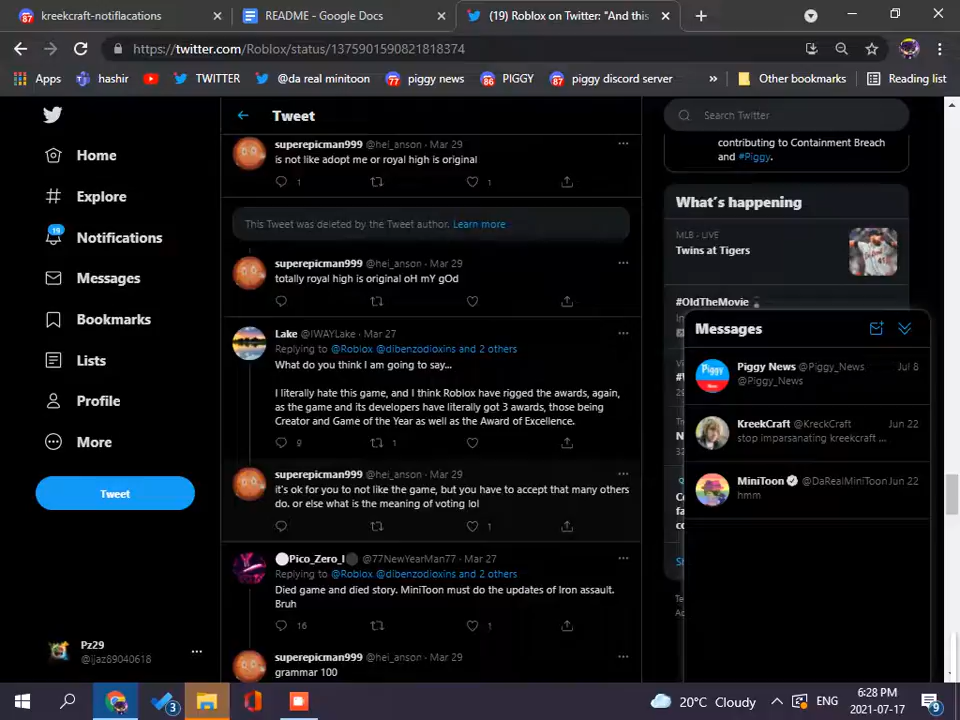 kreekcraft-notiflacations
README - Google Docs
(19) Roblox on Twitter: "And this
https://twitter.com/Roblox/status/1375901590821818374
Apps
hashir
TWITTER
@da real minitoon
77
piggy news
86
PIGGY
87
piggy discord server
»
Other bookmarks
Reading list
Home
Explore
19
Notifications
Messages
Bookmarks
Lists
Profile
More
Tweet
Pz29
@ijaz89040618
Tweet
superepicman999 @hei_anson · Mar 29
is not like adopt me or royal high is original
1
1
This Tweet was deleted by the Tweet author. Learn more
superepicman999 @hei_anson · Mar 29
totally royal high is original oH mY gOd
Lake @IWAYLake · Mar 27
Replying to @Roblox @dibenzodioxins and 2 others
What do you think I am going to say...
I literally hate this game, and I think Roblox have rigged the awards, again,
as the game and its developers have literally got 3 awards, those being
Creator and Game of the Year as well as the Award of Excellence.
9
1
superepicman999 @hei_anson · Mar 29
it's ok for you to not like the game, but you have to accept that many others
do. or else what is the meaning of voting lol
1
Pico_Zero_I @77NewYearMan77 · Mar 27
Replying to @Roblox @dibenzodioxins and 2 others
Died game and died story. MiniToon must do the updates of Iron assault.
Bruh
16
1
superepicman999 @hei_anson · Mar 29
grammar 100
Search Twitter
contributing to Containment Breach
and #Piggy.
What's happening
MLB · LIVE
Twins at Tigers
#OldTheMovie
Messages
Piggy News @Piggy_News Jul 8
@Piggy_News
KreekCraft @KreckCraft Jun 22
stop imparsanating kreekcraft ...
MiniToon @DaRealMiniToon Jun 22
hmm
3
20°C Cloudy
ENG
6:28 PM
2021-07-17
9